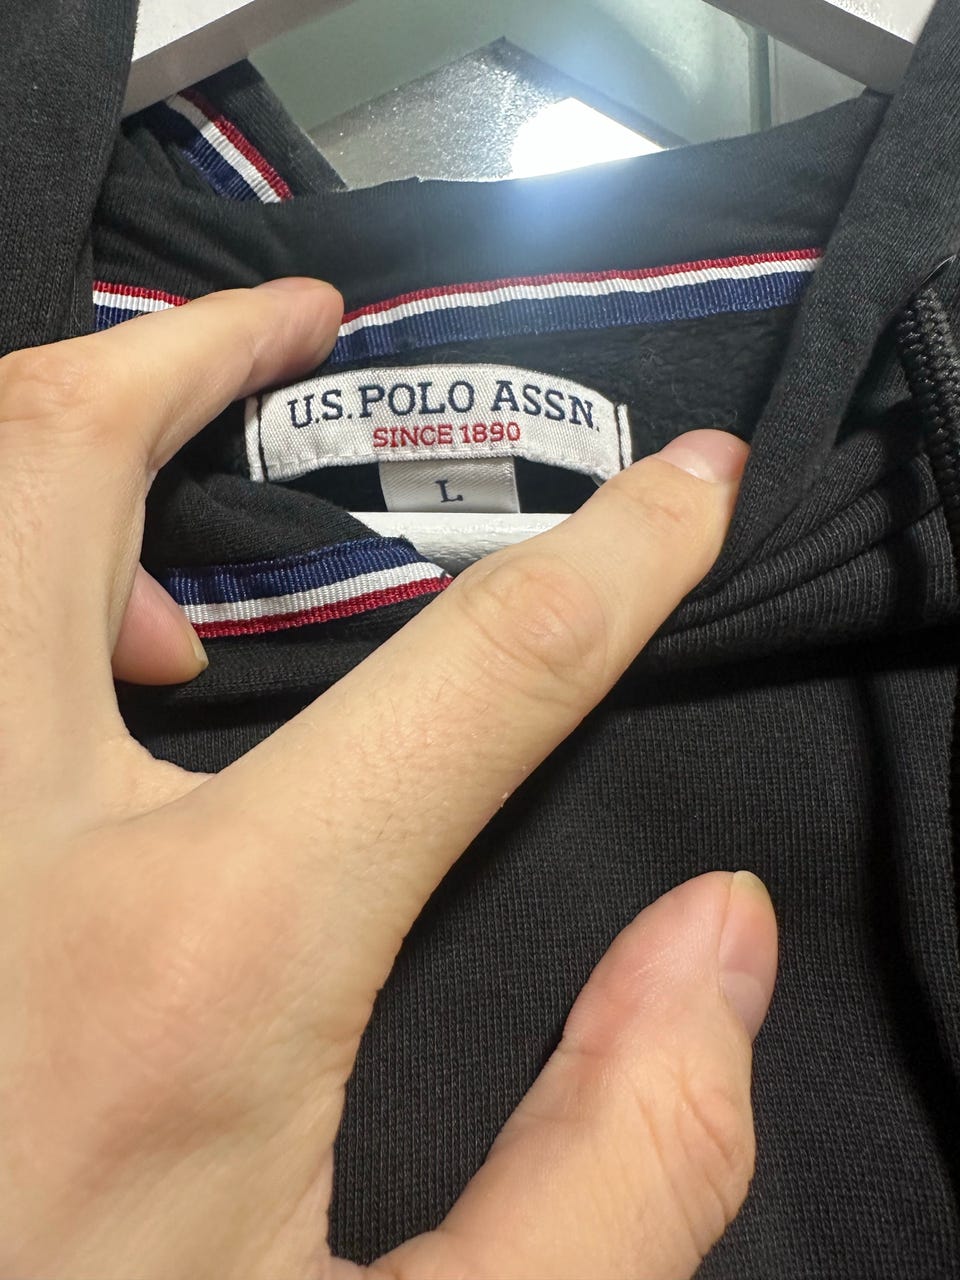 U.S. POLO ASSN.
SINCE 1890
L